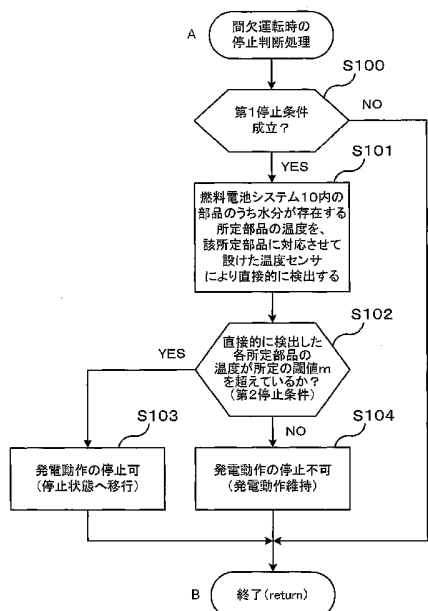 A
間欠運転時の
停止判断処理
S100
第1停止条件
成立？
NO
YES
S101
燃料電池システム10内の
部品のうち水分が存在する
所定部品の温度を、
該所定部品に対応させて
設けた温度センサ
により直接的に検出する
S102
直接的に検出した
各所定部品の
温度が所定の閾値m
を超えているか？
(第2停止条件)
YES
NO
S103
発電動作の停止可
(停止状態へ移行)
S104
発電動作の停止不可
(発電動作維持)
B
終了(return)